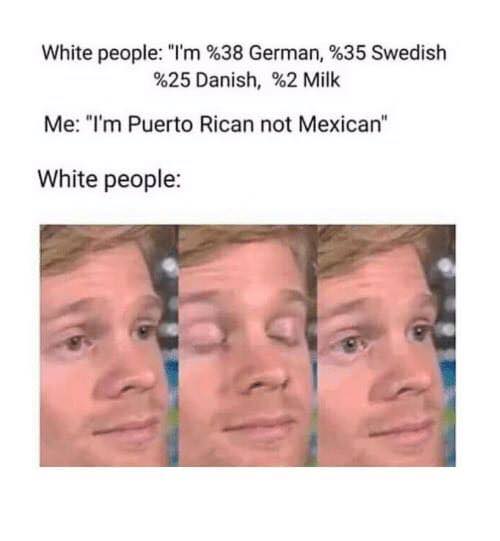 White people: "I'm %38 German, %35 Swedish
%25 Danish, %2 Milk
Me: "I'm Puerto Rican not Mexican"
White people: